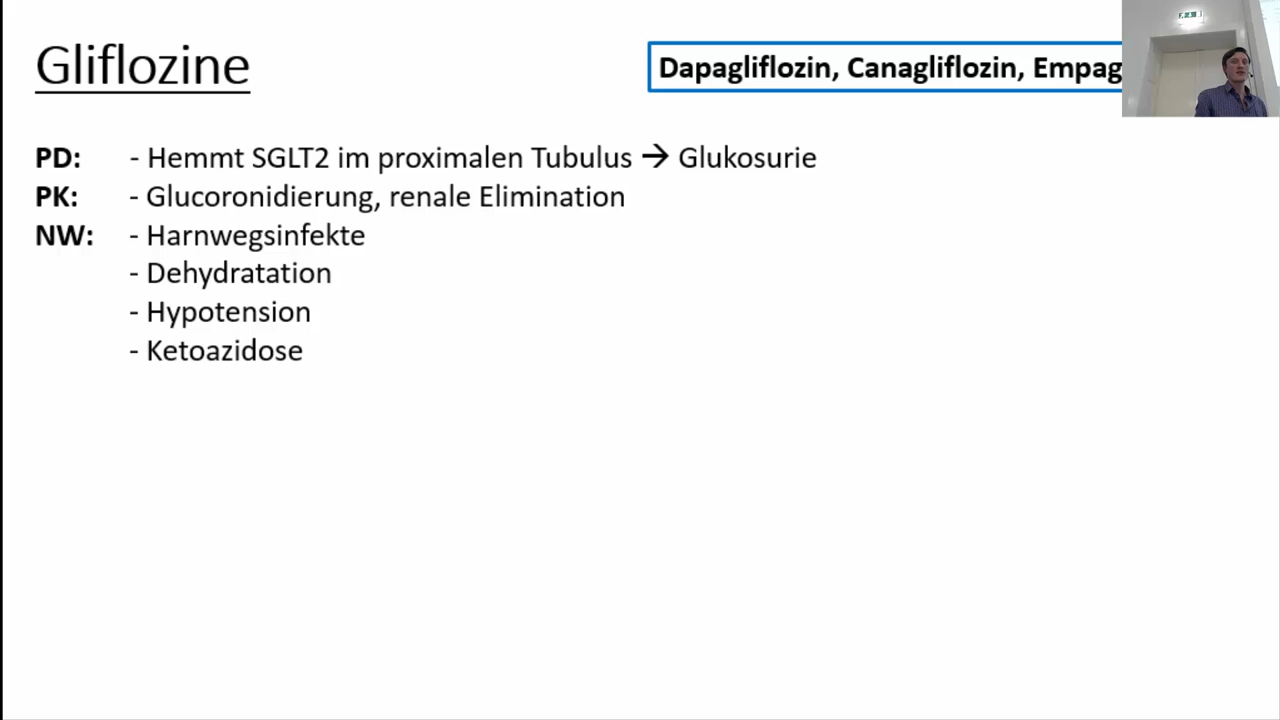 Gliflozine
Dapagliflozin, Canagliflozin, Empag
PD: - Hemmt SGLT2 im proximalen Tubulus → Glukosurie
PK: - Glucoronidierung, renale Elimination
NW: - Harnwegsinfekte
- Dehydratation
- Hypotension
- Ketoazidose